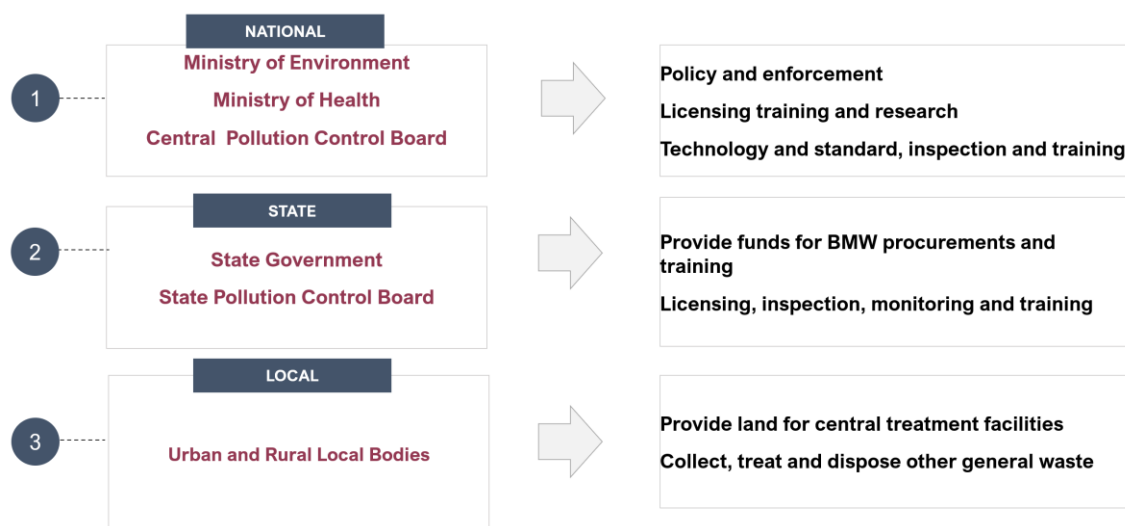 NATIONAL
1
Ministry of Environment
Ministry of Health
Central Pollution Control Board
Policy and enforcement
Licensing training and research
Technology and standard, inspection and training
STATE
2
State Government
State Pollution Control Board
Provide funds for BMW procurements and
training
Licensing, inspection, monitoring and training
LOCAL
3
Urban and Rural Local Bodies
Provide land for central treatment facilities
Collect, treat and dispose other general waste